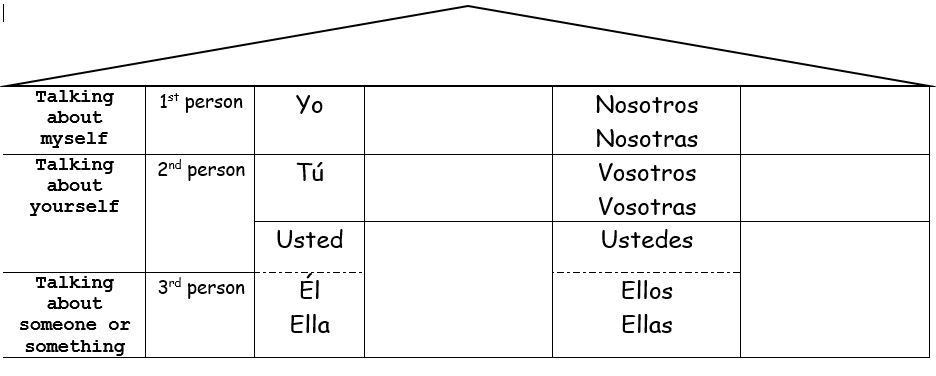 Talking
about
myself
1st person
Yo
Nosotros
Nosotras
Talking
about
yourself
2nd person
Tú
Vosotros
Vosotras
Usted
Ustedes
Talking
about
someone or
something
3rd person
Él
Ella
Ellos
Ellas